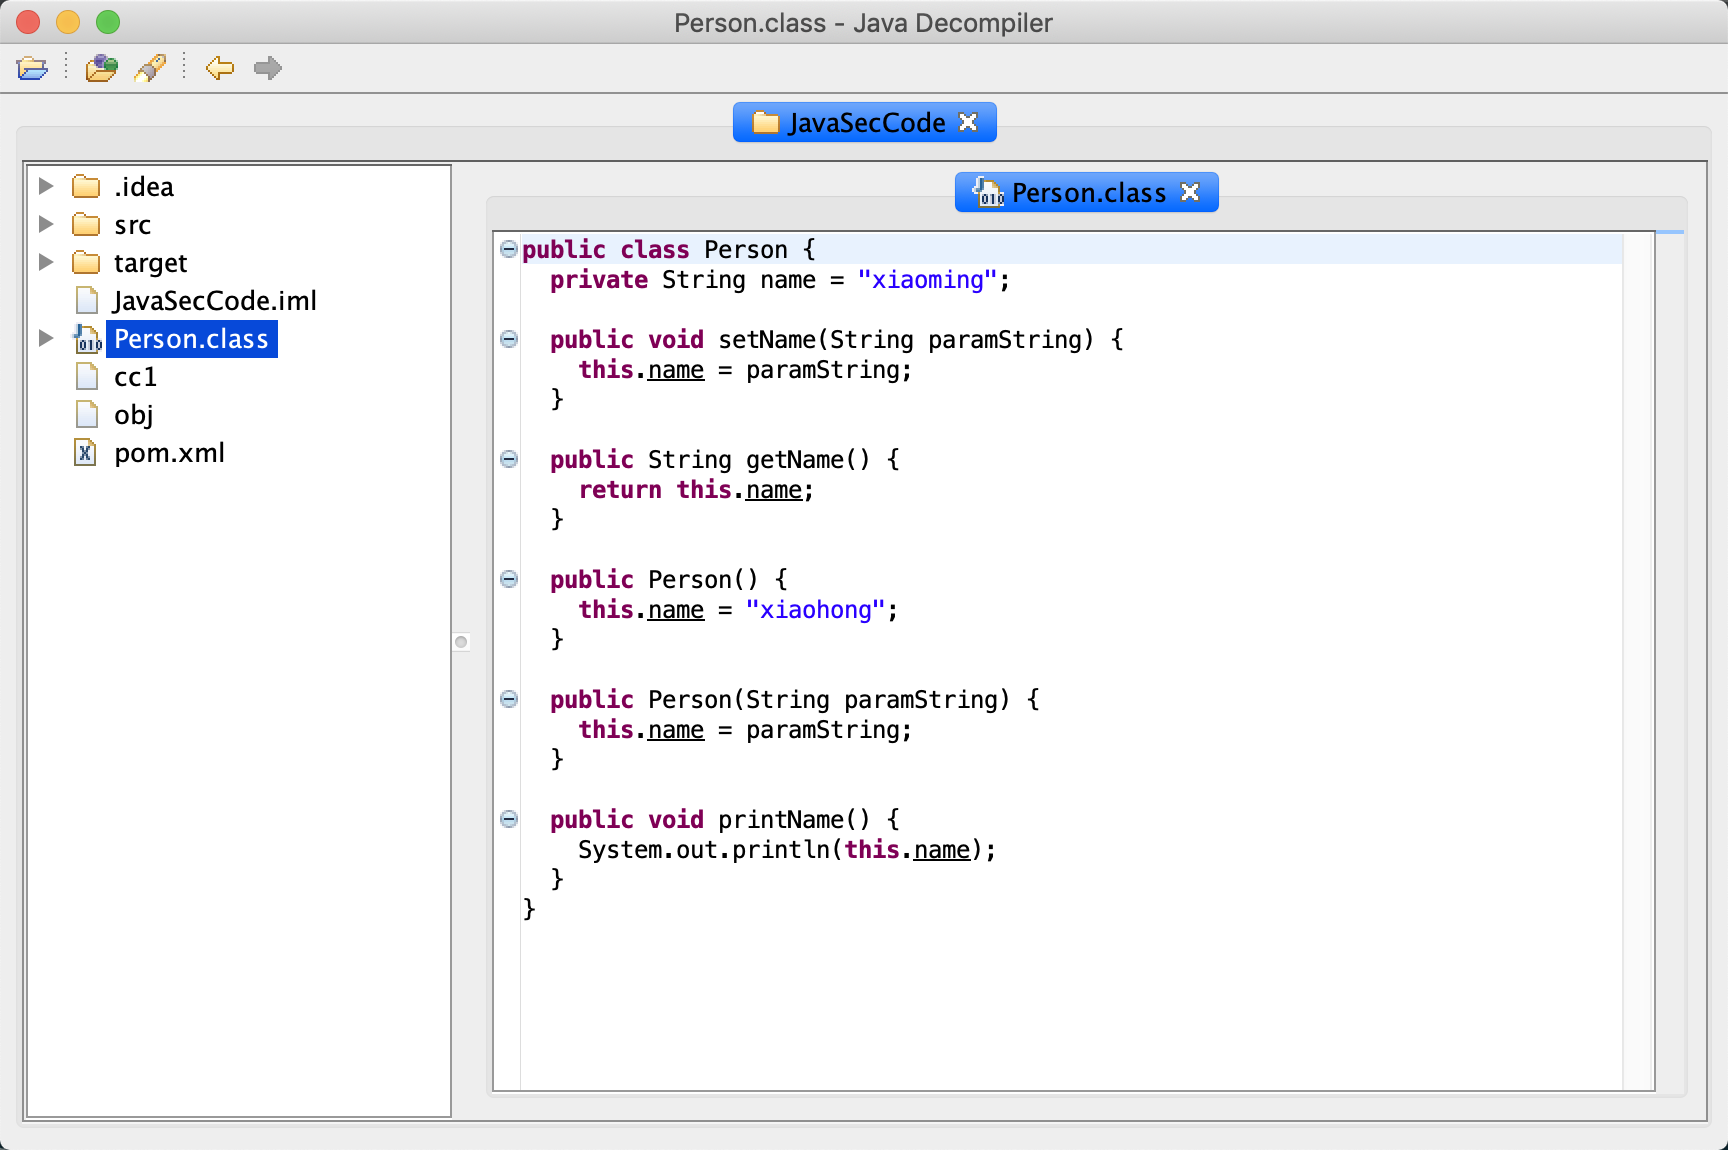 Person.class - Java Decompiler
JavaSecCode
.idea
src
target
JavaSecCode.iml
Person.class
cc1
obj
pom.xml
Person.class
public class Person {
  private String name = "xiaoming";

  public void setName(String paramString) {
    this.name = paramString;
  }

  public String getName() {
    return this.name;
  }

  public Person() {
    this.name = "xiaohong";
  }

  public Person(String paramString) {
    this.name = paramString;
  }

  public void printName() {
    System.out.println(this.name);
  }
}